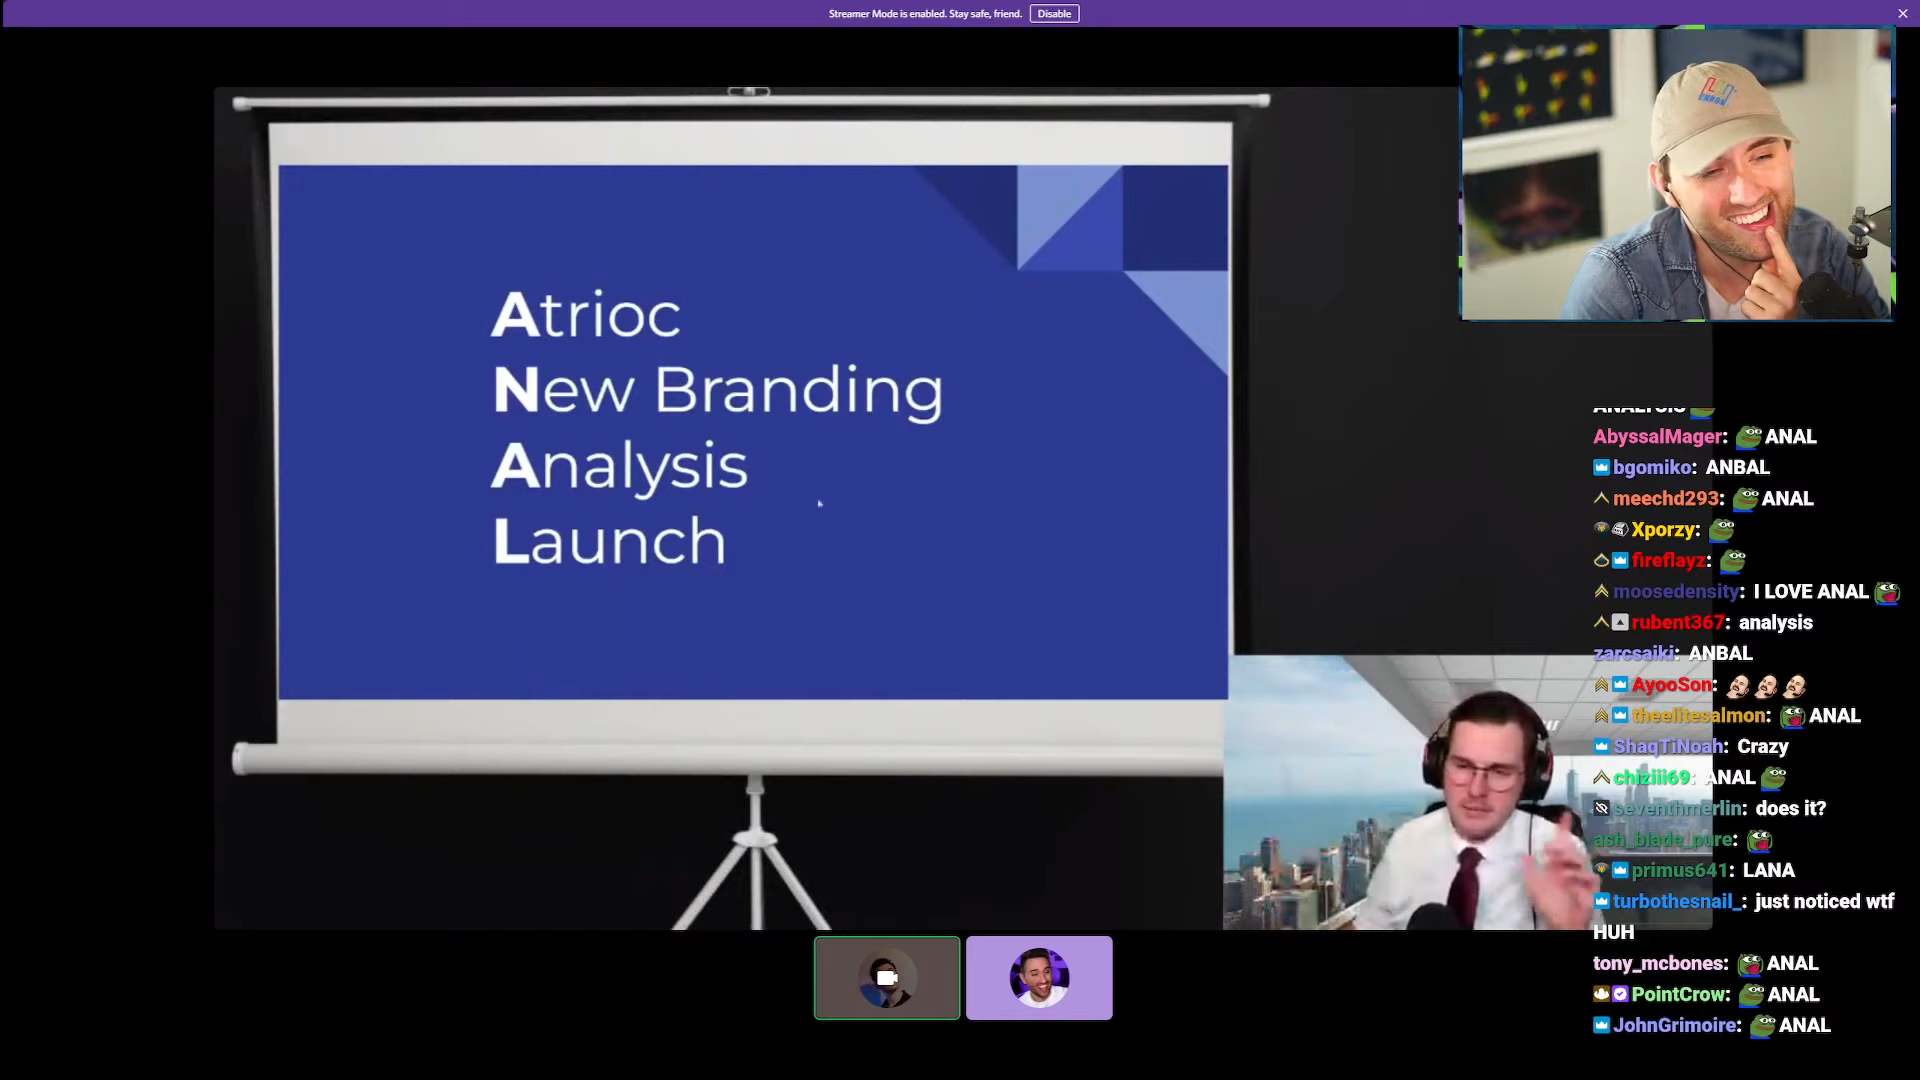 Streamer Mode is enabled. Stay safe, friend. Disable
Atrioc
New Branding
Analysis
Launch
AbyssalMager: ANAL
bgomiko: ANBAL
meechd293: ANAL
Xporzy:
fireflayz:
moosedensity: I LOVE ANAL
rubent367: analysis
zarcsaiki: ANBAL
AyooSon:
theelitesalmon: ANAL
ShaqTiNoah: Crazy
chiziii69: ANAL
seventhmerlin: does it?
ash_blade_pure:
primus641: LANA
turbothesnail_: just noticed wtf
HUH
tony_mcbones: ANAL
PointCrow: ANAL
JohnGrimoire: ANAL